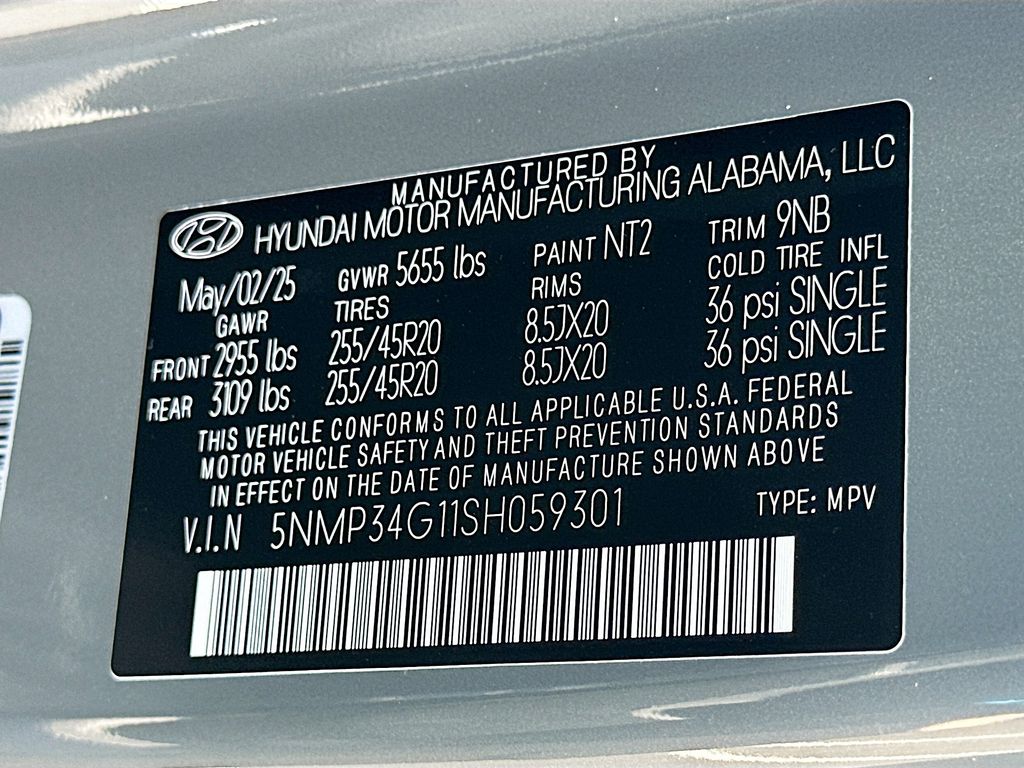 MANUFACTURED BY
HYUNDAI MOTOR MANUFACTURING ALABAMA, LLC
May/02/25 GVWR 5655 lbs PAINT NT2 TRIM 9NB
GAWR TIRES RIMS COLD TIRE INFL
FRONT 2955 lbs 255/45R20 8.5JX20 36 psi SINGLE
REAR 3109 lbs 255/45R20 8.5JX20 36 psi SINGLE
THIS VEHICLE CONFORMS TO ALL APPLICABLE U.S.A. FEDERAL
MOTOR VEHICLE SAFETY AND THEFT PREVENTION STANDARDS
IN EFFECT ON THE DATE OF MANUFACTURE SHOWN ABOVE
V.I.N 5NMP34G11SH059301 TYPE: MPV